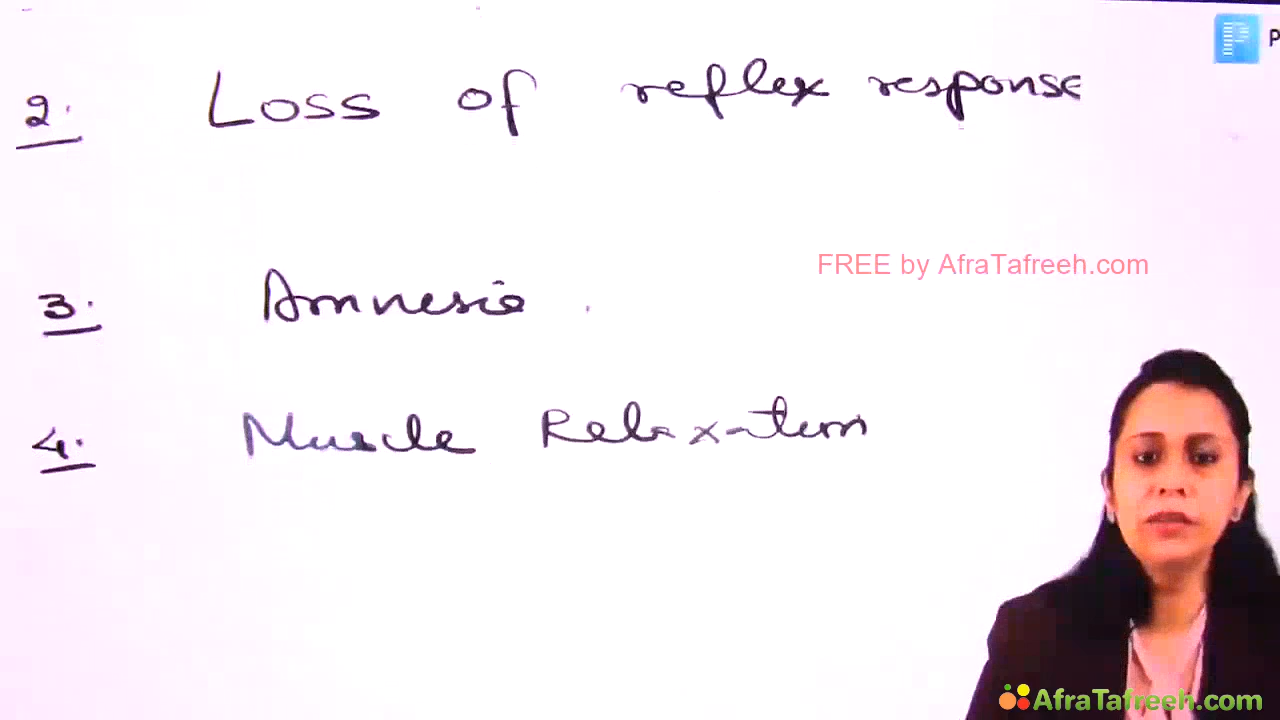 P
2. Loss of reflex response
FREE by AfraTafreeh.com
3. Amnesia
4. Muscle Relaxation
AfraTafreeh.com